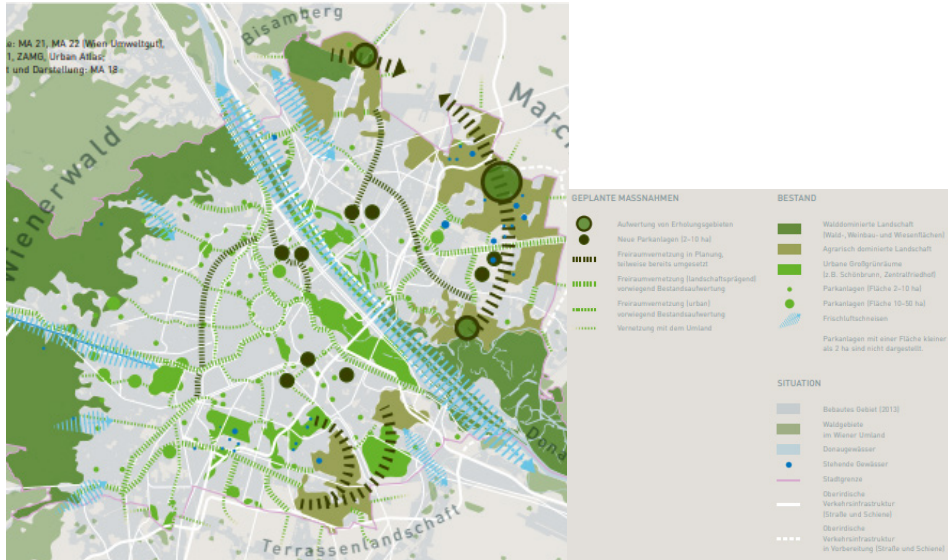 Bisamberg
e: MA 21, MA 22 (Wien Umweltgut),
1, ZAMG, Urban Atlas;
t und Darstellung: MA 18
March
Wienerwald
Dona
Terrassenlandschaft
GEPLANTE MASSNAHMEN
Aufwertung von Erholungsgebieten
Neue Parkanlagen (3-10 ha)
Freiraumvernetzung in Planung,
teilweise bereits umgesetzt
Freiraumvernetzung (landschaftsprägend)
vorwiegend Bestandsaufwertung
Freiraumvernetzung (urban)
vorwiegend Bestandsaufwertung
Vernetzung mit dem Umland
BESTAND
Walddominierte Landschaft
(Wald-, Weinbau- und Wiesenflächen)
Agrarisch dominierte Landschaft
Urbane Großgrünräume
(z.B. Schönbrunn, Zentralfriedhof)
Parkanlagen (Fläche 2-10 ha)
Parkanlagen (Fläche 10-50 ha)
Frischluftschneisen
Parkanlagen mit einer Fläche kleiner
als 2 ha sind nicht dargestellt.
SITUATION
Bebautes Gebiet (2013)
Waldgebiete
im Wiener Umland
Donaugewässer
Stehende Gewässer
Stadtgrenze
Oberirdische
Verkehrsinfrastruktur
(Straße und Schiene)
Oberirdische
Verkehrsinfrastruktur
in Vorbereitung (Straße und Schiene)